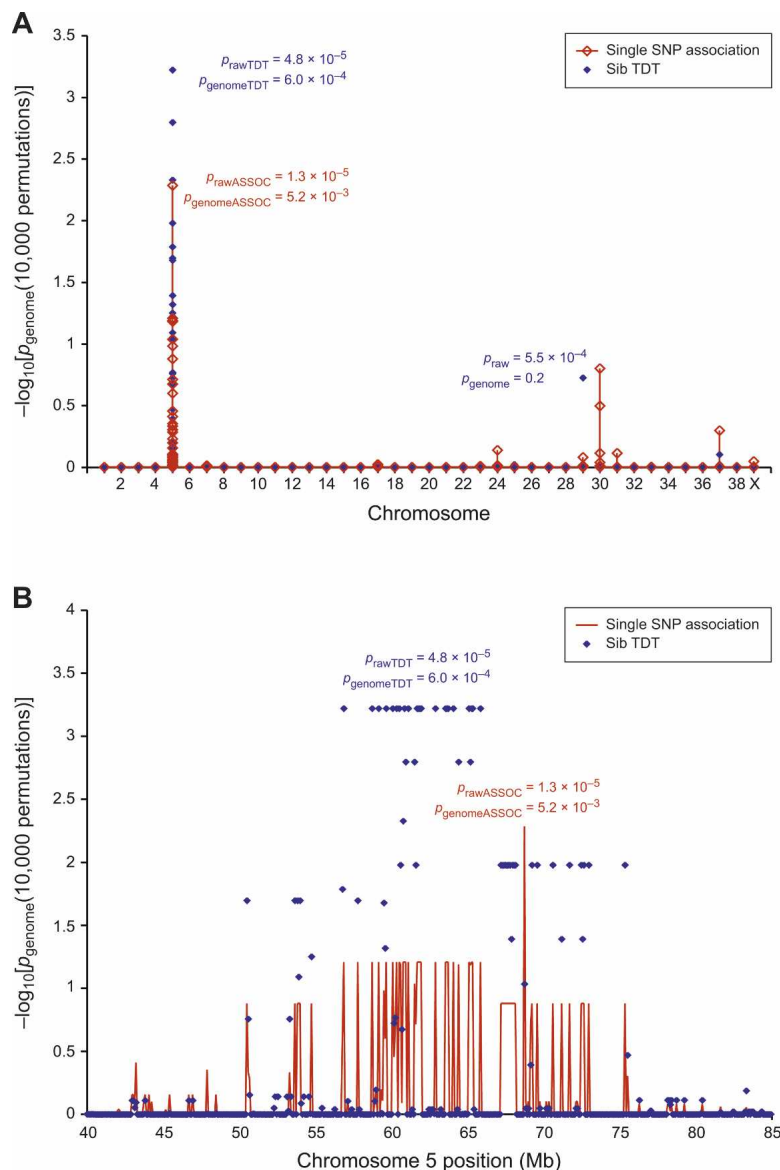 A
3.5
3
2.5
2
1.5
1
0.5
0
−log10[pgenome(10,000 permutations)]
prawTDT = 4.8 × 10–5
pgenomeTDT = 6.0 × 10–4
Single SNP association
Sib TDT
prawASSOC = 1.3 × 10–5
pgenomeASSOC = 5.2 × 10–3
praw = 5.5 × 10–4
pgenome = 0.2
2 4 6 8 10 12 14 16 18 20 22 24 26 28 30 32 34 36 38 X
Chromosome
B
4
3.5
3
2.5
2
1.5
1
0.5
0
−log10[pgenome(10,000 permutations)]
Single SNP association
Sib TDT
prawTDT = 4.8 × 10–5
pgenomeTDT = 6.0 × 10–4
prawASSOC = 1.3 × 10–5
pgenomeASSOC = 5.2 × 10–3
40 45 50 55 60 65 70 75 80 85
Chromosome 5 position (Mb)